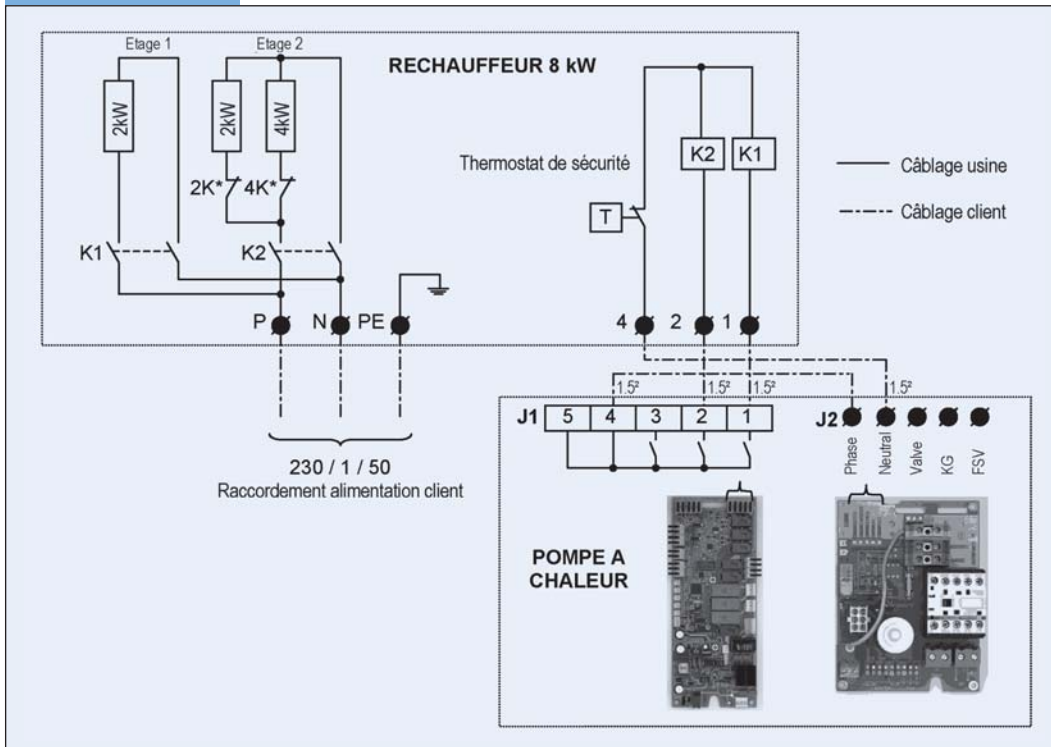 Etage 1
Etage 2
RECHAUFFEUR 8 kW
2kW
2kW
4kW
K2
K1
Thermostat de sécurité
Câblage usine
Câblage client
2K*
4K*
T
K1
K2
P
N
PE
4
2
1
1.5²
1.5²
1.5²
1.5²
J1
5
4
3
2
1
J2
Phase
Neutral
Valve
KG
FSV
230 / 1 / 50
Raccordement alimentation client
POMPE A
CHALEUR